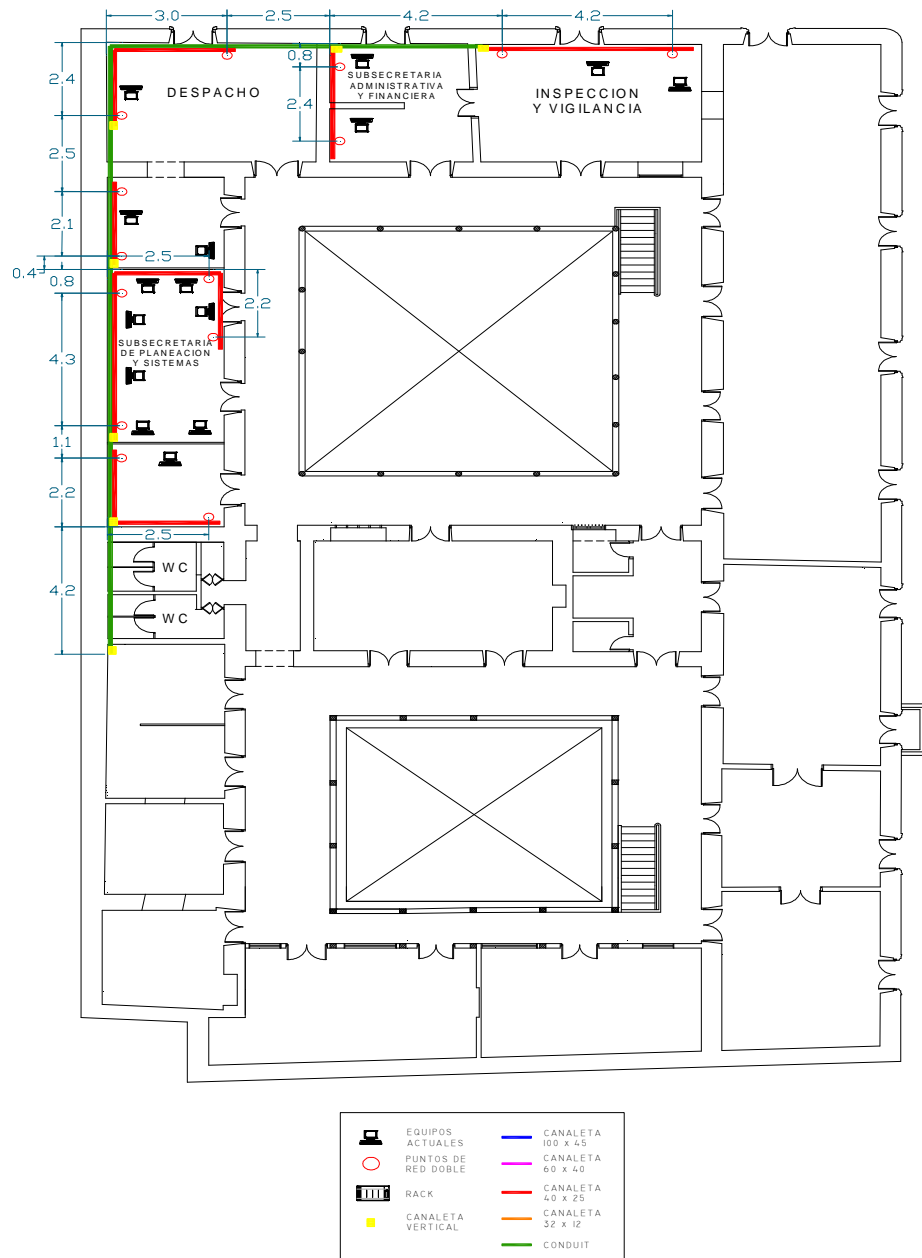 3.0
2.5
4.2
4.2
2.4
0.8
DESPACHO
SUBSECRETARIA
ADMINISTRATIVA
Y FINANCIERA
INSPECCION
Y VIGILANCIA
2.4
2.5
2.1
2.5
0.4
0.8
2.2
4.3
SUBSECRETARIA
DE PLANEACION
Y SISTEMAS
1.1
2.2
2.5
4.2
WC
WC
EQUIPOS
ACTUALES
PUNTOS DE
RED DOBLE
RACK
CANALETA
VERTICAL
CANALETA
100 x 45
CANALETA
60 x 40
CANALETA
40 x 25
CANALETA
32 x 12
CONDUIT